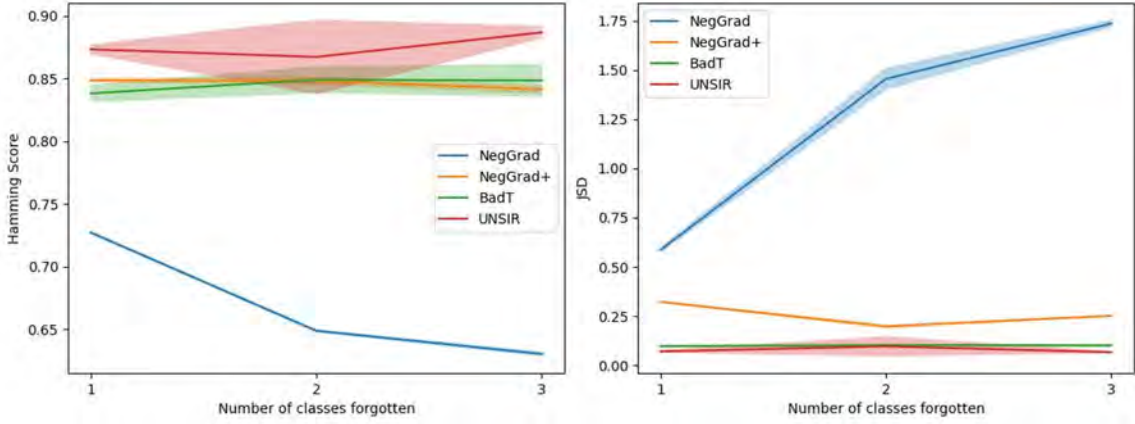 0.90
0.85
0.80
0.75
0.70
0.65
Hamming Score
NegGrad
NegGrad+
BadT
UNSIR
1
2
3
Number of classes forgotten
1.75
1.50
1.25
1.00
0.75
0.50
0.25
0.00
JSD
NegGrad
NegGrad+
BadT
UNSIR
1
2
3
Number of classes forgotten